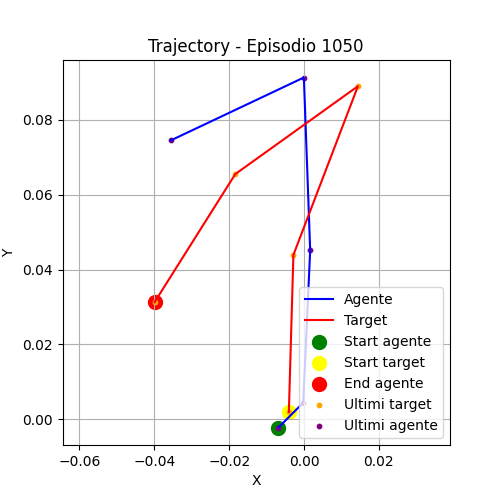 Trajectory - Episodio 1050
Y
0.08
0.06
0.04
0.02
0.00
Agente
Target
Start agente
Start target
End agente
Ultimi target
Ultimi agente
−0.06
−0.04
−0.02
0.00
0.02
X